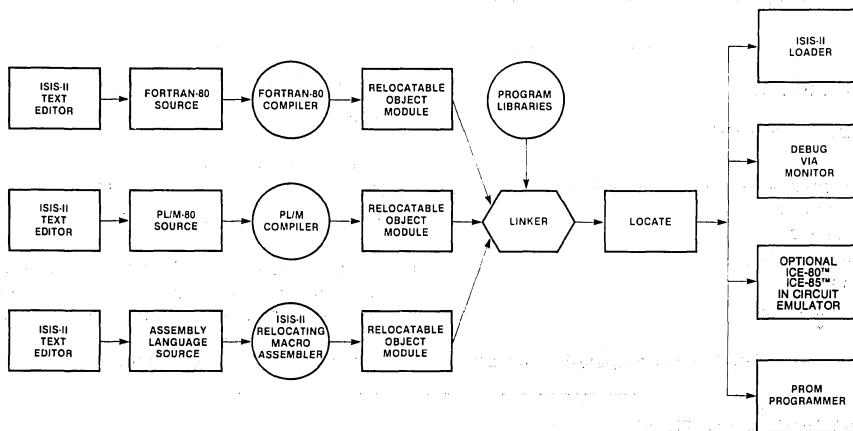 ISIS-II
TEXT
EDITOR
FORTRAN-80
SOURCE
FORTRAN-80
COMPILER
RELOCATABLE
OBJECT
MODULE
PROGRAM
LIBRARIES
ISIS-II
TEXT
EDITOR
PL/M-80
SOURCE
PL/M
COMPILER
RELOCATABLE
OBJECT
MODULE
LINKER
LOCATE
ISIS-II
TEXT
EDITOR
ASSEMBLY
LANGUAGE
SOURCE
ISIS-II
RELOCATING
MACRO
ASSEMBLER
RELOCATABLE
OBJECT
MODULE
ISIS-II
LOADER
DEBUG
VIA
MONITOR
OPTIONAL
ICE-80™
ICE-85™
IN CIRCUIT
EMULATOR
PROM
PROGRAMMER